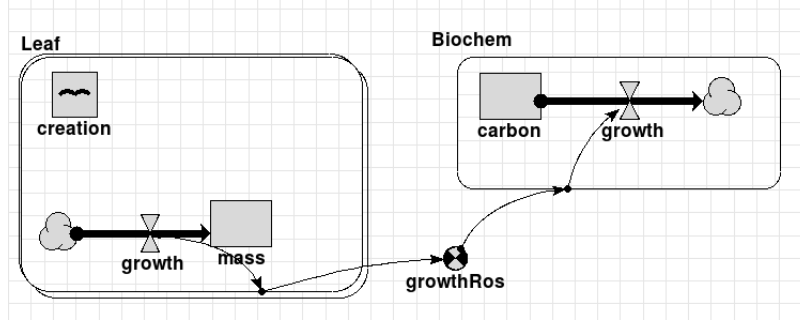 Leaf
Biochem
creation
carbon
growth
growth
mass
growthRos